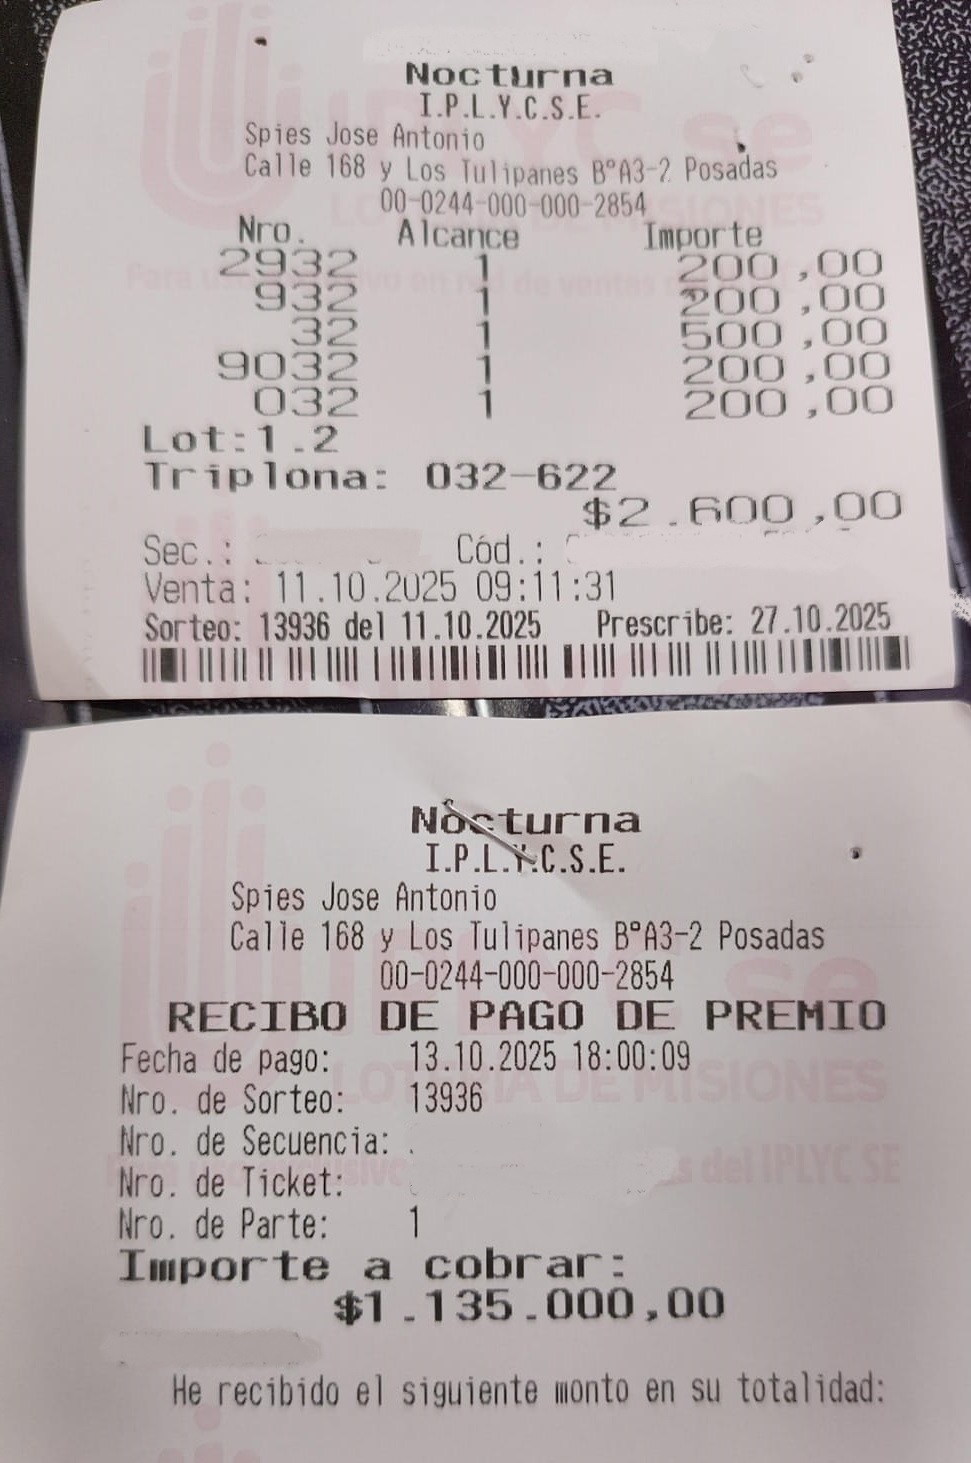 Nocturna
I.P.L.Y.C.S.E.
Spies Jose Antonio
Calle 168 y Los Tulipanes B°A3-2 Posadas
00-0244-000-000-2854
Nro. Alcance Importe
2932 1 200,00
932 1 200,00
32 1 500,00
9032 1 200,00
032 1 200,00
Lot:1.2
Triplona: 032-622
$2.600,00
Sec.: Cód.:
Venta: 11.10.2025 09:11:31
Sorteo: 13936 del 11.10.2025 Prescribe: 27.10.2025
Nocturna
I.P.L.Y.C.S.E.
Spies Jose Antonio
Calle 168 y Los Tulipanes B°A3-2 Posadas
00-0244-000-000-2854
RECIBO DE PAGO DE PREMIO
Fecha de pago: 13.10.2025 18:00:09
Nro. de Sorteo: 13936
Nro. de Secuencia:
Nro. de Ticket:
Nro. de Parte: 1
Importe a cobrar:
$1.135.000,00
He recibido el siguiente monto en su totalidad: